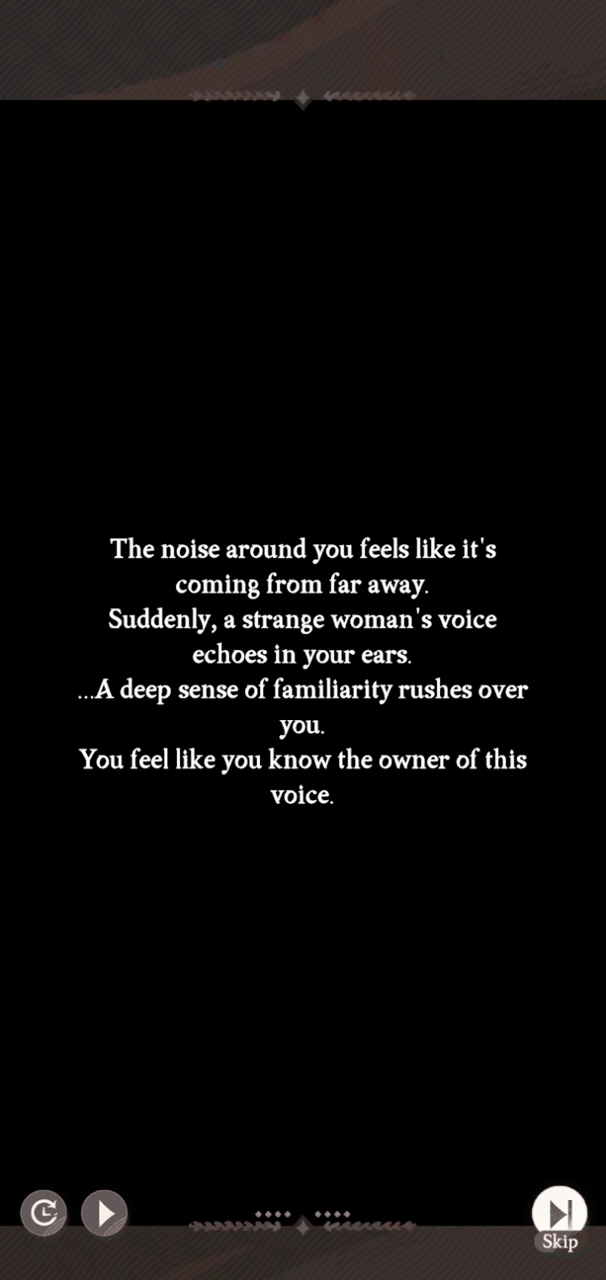 The noise around you feels like it's
coming from far away.
Suddenly, a strange woman's voice
echoes in your ears.
...A deep sense of familiarity rushes over
you.
You feel like you know the owner of this
voice.
Skip